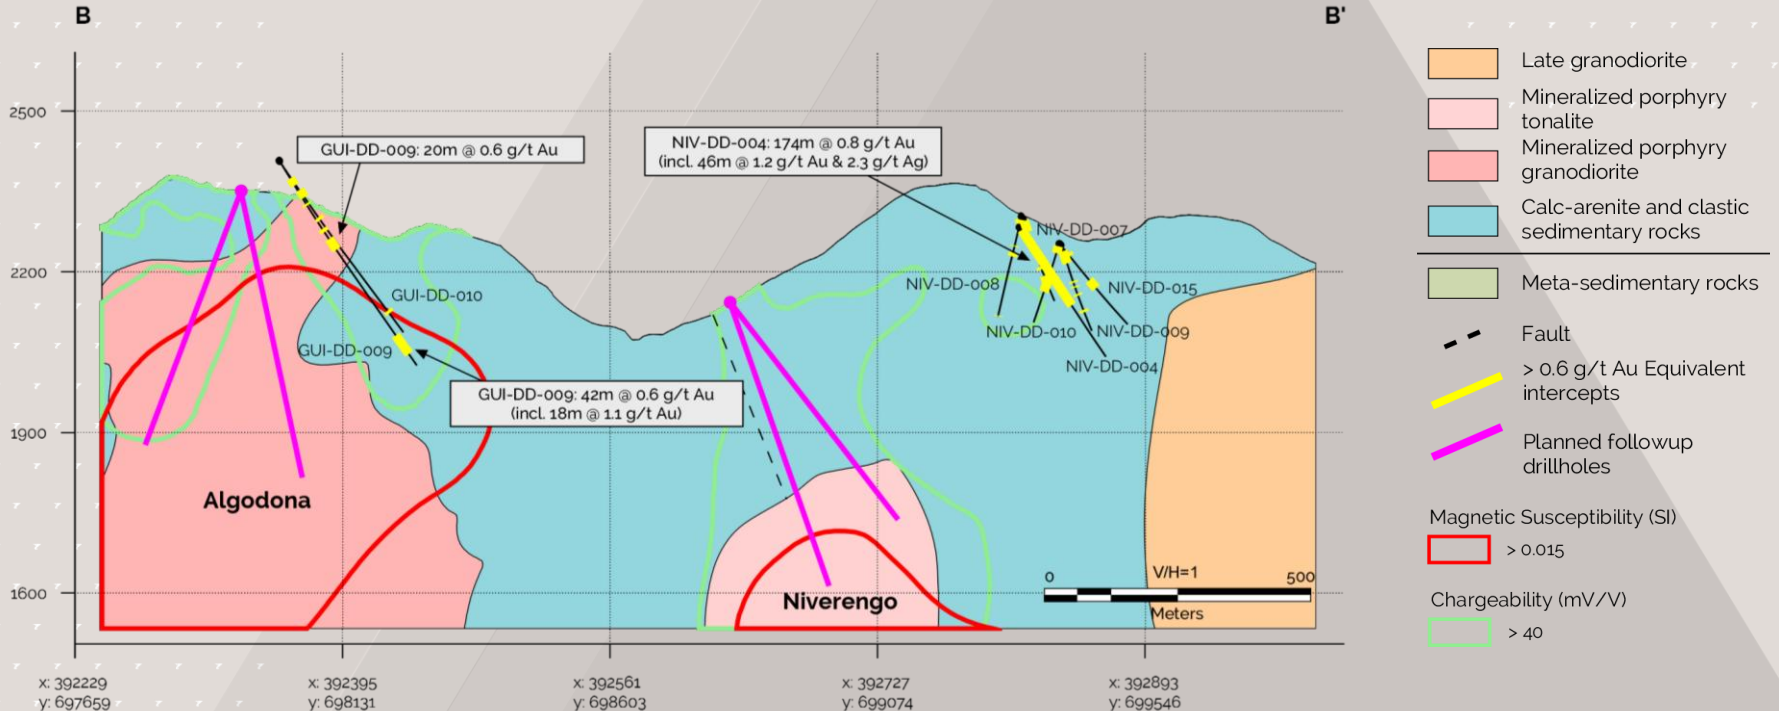 B
B'
2500
2200
1900
1600
GUI-DD-009: 20m @ 0.6 g/t Au
NIV-DD-004: 174m @ 0.8 g/t Au
(incl. 46m @ 1.2 g/t Au & 2.3 g/t Ag)
NIV-DD-007
NIV-DD-008
NIV-DD-015
GUI-DD-010
NIV-DD-010
NIV-DD-009
GUI-DD-009
NIV-DD-004
GUI-DD-009: 42m @ 0.6 g/t Au
(incl. 18m @ 1.1 g/t Au)
Algodona
Niverengo
0
V/H=1
500
Meters
x: 392229
y: 697659
x: 392395
y: 698131
x: 392561
y: 698603
x: 392727
y: 699074
x: 392893
y: 699546
Late granodiorite
Mineralized porphyry
tonalite
Mineralized porphyry
granodiorite
Calc-arenite and clastic
sedimentary rocks
Meta-sedimentary rocks
Fault
> 0.6 g/t Au Equivalent
intercepts
Planned followup
drillholes
Magnetic Susceptibility (SI)
> 0.015
Chargeability (mV/V)
> 40